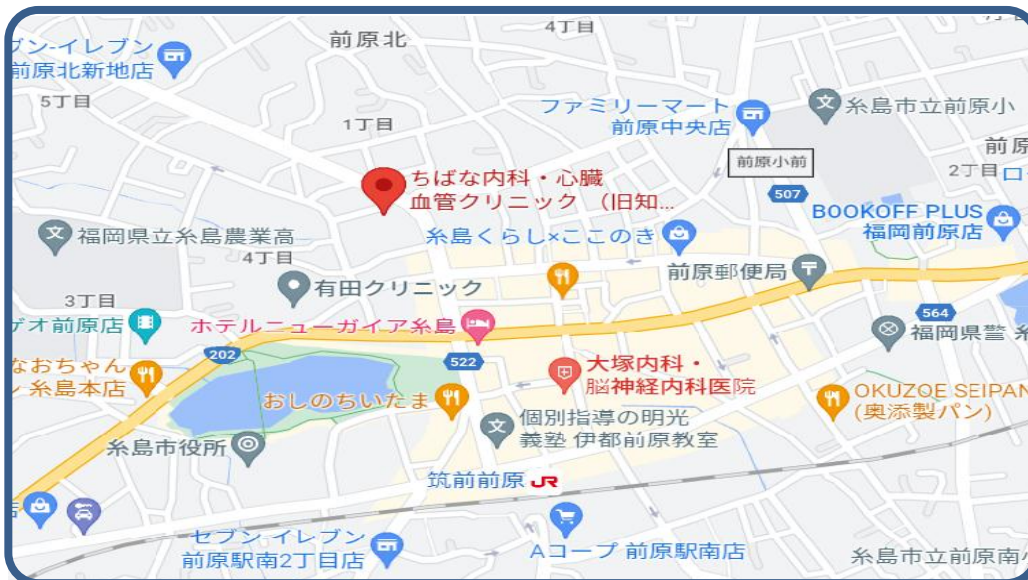 ブン-イレブン
前原北新地店
前原北
4丁目
5丁目
1丁目
ファミリーマート
前原中央店
糸島市立前原小
前原小前
前原
2丁目
507
ちばな内科・心臓
血管クリニック （旧知...
BOOKOFF PLUS
福岡前原店
福岡県立糸島農業高
糸島くらし×ここのき
4丁目
前原郵便局
有田クリニック
3丁目
ゲオ前原店
ホテルニューガイア糸島
564
福岡県警 糸
202
522
なおちゃん
ン 糸島本店
大塚内科・
脳神経内科医院
おしのちいたま
OKUZOE SEIPAN
(奥添製パン)
個別指導の明光
義塾 伊都前原教室
糸島市役所
筑前前原 JR
店
セブン-イレブン
前原駅南2丁目店
Aコープ 前原駅南店
糸島市立前原南小